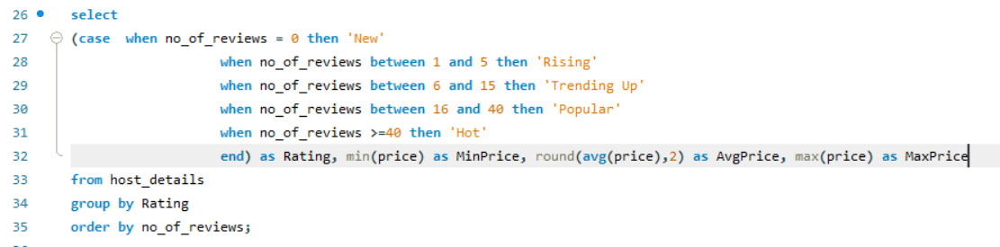 26 select
27 (case when no_of_reviews = 0 then 'New'
28 when no_of_reviews between 1 and 5 then 'Rising'
29 when no_of_reviews between 6 and 15 then 'Trending Up'
30 when no_of_reviews between 16 and 40 then 'Popular'
31 when no_of_reviews >=40 then 'Hot'
32 end) as Rating, min(price) as MinPrice, round(avg(price),2) as AvgPrice, max(price) as MaxPrice
33 from host_details
34 group by Rating
35 order by no_of_reviews;